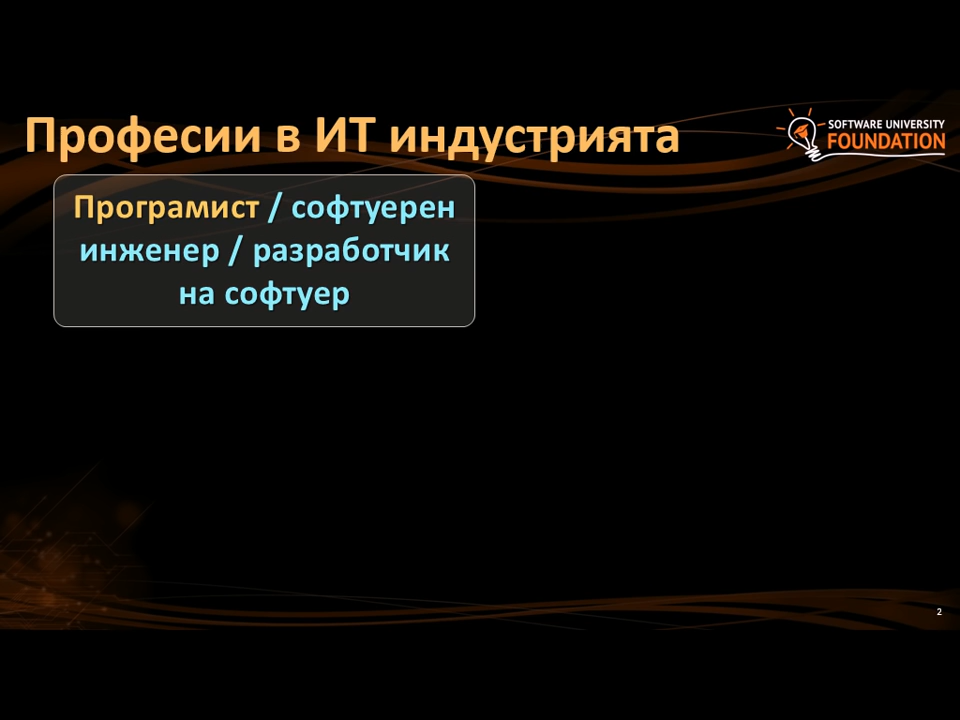 Професии в ИТ индустрията
SOFTWARE UNIVERSITY
FOUNDATION
Програмист / софтуерен
инженер / разработчик
на софтуер
2